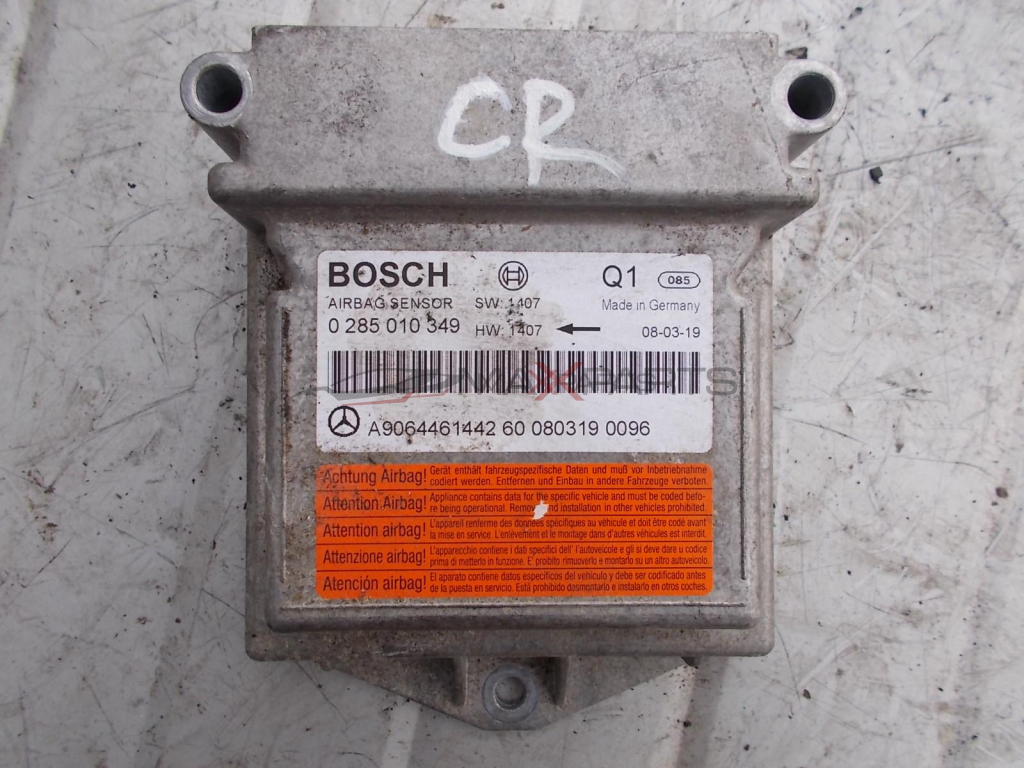 CR
BOSCH Q1 085
AIRBAG SENSOR SW: 1407 Made in Germany
0 285 010 349 HW: 1407 08-03-19
MAXXPARTS
A9064461442 60 080319 0096
Achtung Airbag! Gerät enthält fahrzeugspezifische Daten und muß vor Inbetriebnahme
codiert werden. Entfernen und Einbau in andere Fahrzeuge verboten.
Attention Airbag! Appliance contains data for the specific vehicle and must be coded befo-
re being operational. and installation in other vehicles prohibited.
Attention airbag! L'appareil renferme des données spécifiques au véhicule et doit être codé avant
la mise en service. L'enlèvement et le montage dans d'autres véhicules est interdit.
Attenzione airbag! L'apparecchio contiene i dati specifici dell' l'autoveicolo e gli si deve dare u codice
prima di metterlo in funzione. E' proibito rimuoverlo e montarlo su un altro autoveicolo.
Atención airbag! El aparato contiene datos especificos del vehículo y debe ser codificado antes
de la puesta en servicio. Está prohibido desmontarlo e instalarlo en otros coches.